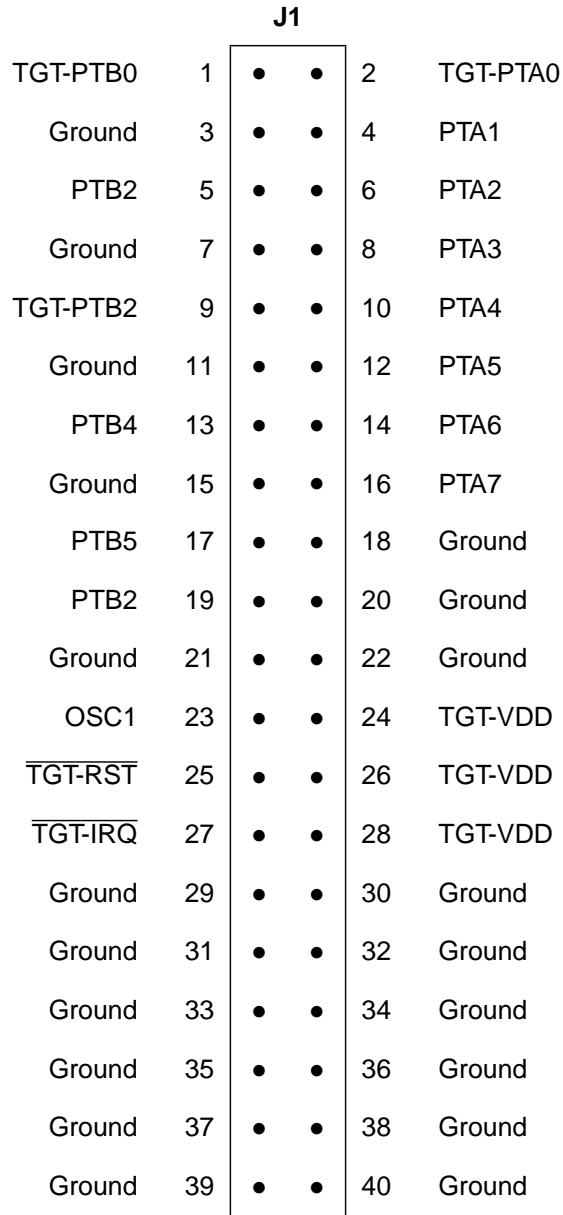 J1
TGT-PTB0 1 2 TGT-PTA0
Ground 3 4 PTA1
PTB2 5 6 PTA2
Ground 7 8 PTA3
TGT-PTB2 9 10 PTA4
Ground 11 12 PTA5
PTB4 13 14 PTA6
Ground 15 16 PTA7
PTB5 17 18 Ground
PTB2 19 20 Ground
Ground 21 22 Ground
OSC1 23 24 TGT-VDD
TGT-RST 25 26 TGT-VDD
TGT-IRQ 27 28 TGT-VDD
Ground 29 30 Ground
Ground 31 32 Ground
Ground 33 34 Ground
Ground 35 36 Ground
Ground 37 38 Ground
Ground 39 40 Ground